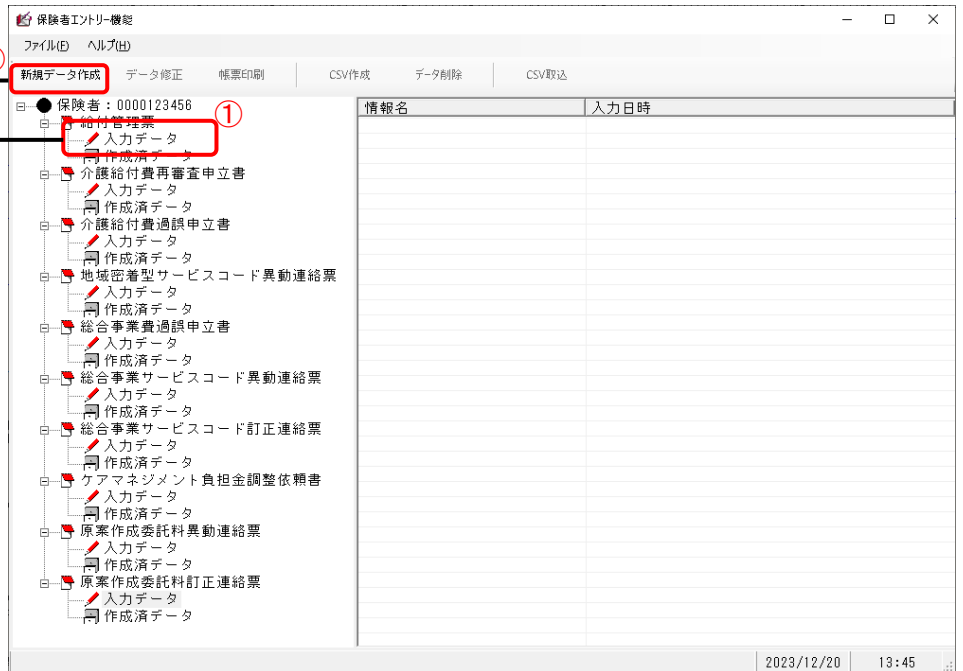 保険者エントリー機能
ファイル(F) ヘルプ(H)
新規データ作成 データ修正 帳票印刷 CSV作成 データ削除 CSV取込
保険者：0000123456
①
給付管理票
入力データ
作成済データ
介護給付費再審査申立書
入力データ
作成済データ
介護給付費過誤申立書
入力データ
作成済データ
地域密着型サービスコード異動連絡票
入力データ
作成済データ
総合事業費過誤申立書
入力データ
作成済データ
総合事業サービスコード異動連絡票
入力データ
作成済データ
総合事業サービスコード訂正連絡票
入力データ
作成済データ
ケアマネジメント負担金調整依頼書
入力データ
作成済データ
原案作成委託料異動連絡票
入力データ
作成済データ
原案作成委託料訂正連絡票
入力データ
作成済データ
情報名 入力日時
2023/12/20 13:45